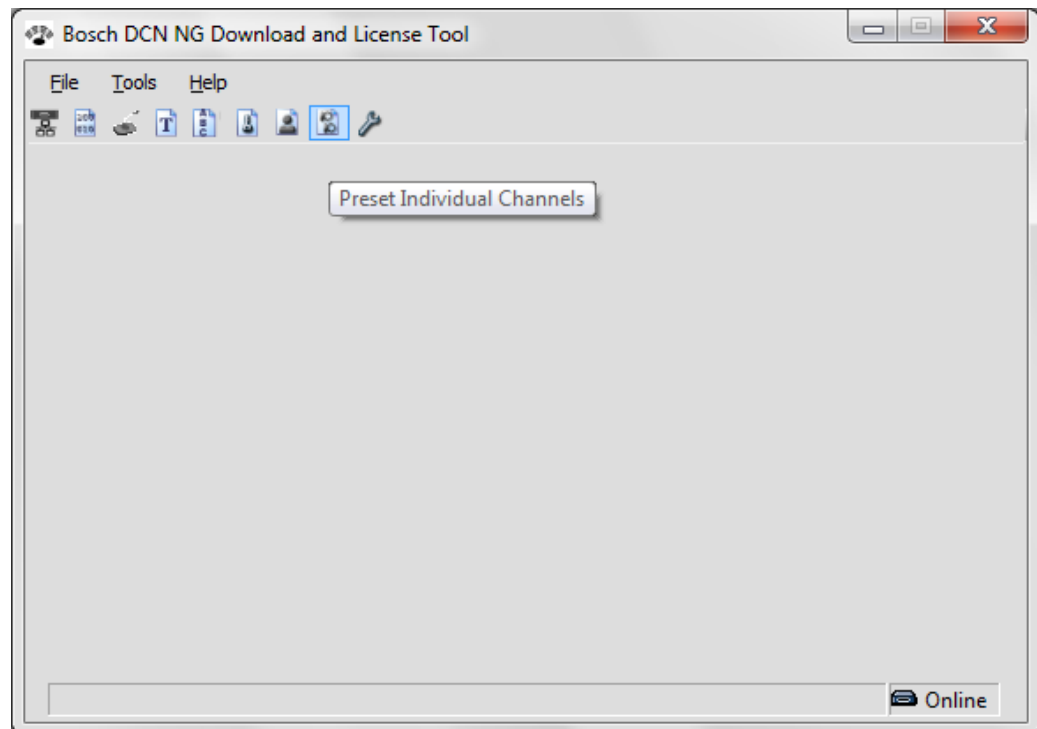 Bosch DCN NG Download and License Tool
File Tools Help
Preset Individual Channels
Online